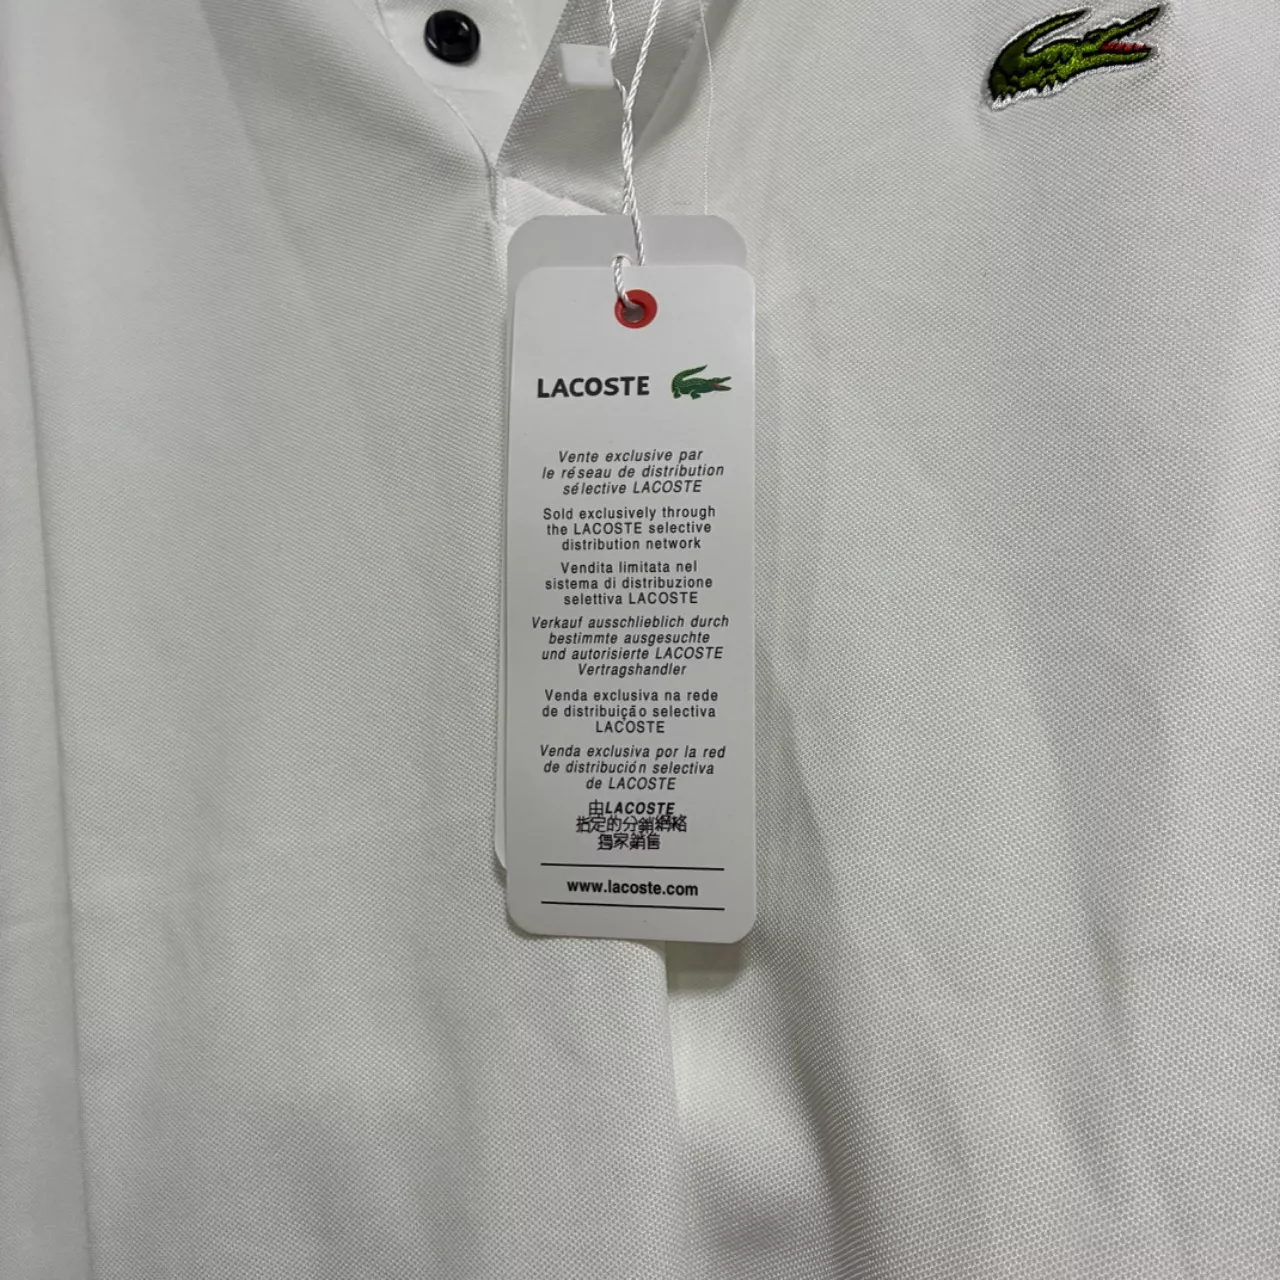 LACOSTE
Vente exclusive par
le réseau de distribution
sélective LACOSTE
Sold exclusively through
the LACOSTE selective
distribution network
Vendita limitata nel
sistema di distribuzione
selettiva LACOSTE
Verkauf ausschlieblich durch
bestimmte ausgesuchte
und autorisierte LACOSTE
Vertragshandler
Venda exclusiva na rede
de distribuição selectiva
LACOSTE
Venda exclusiva por la red
de distribución selectiva
de LACOSTE
由LACOSTE
指定的分銷網格
獨家銷售
www.lacoste.com